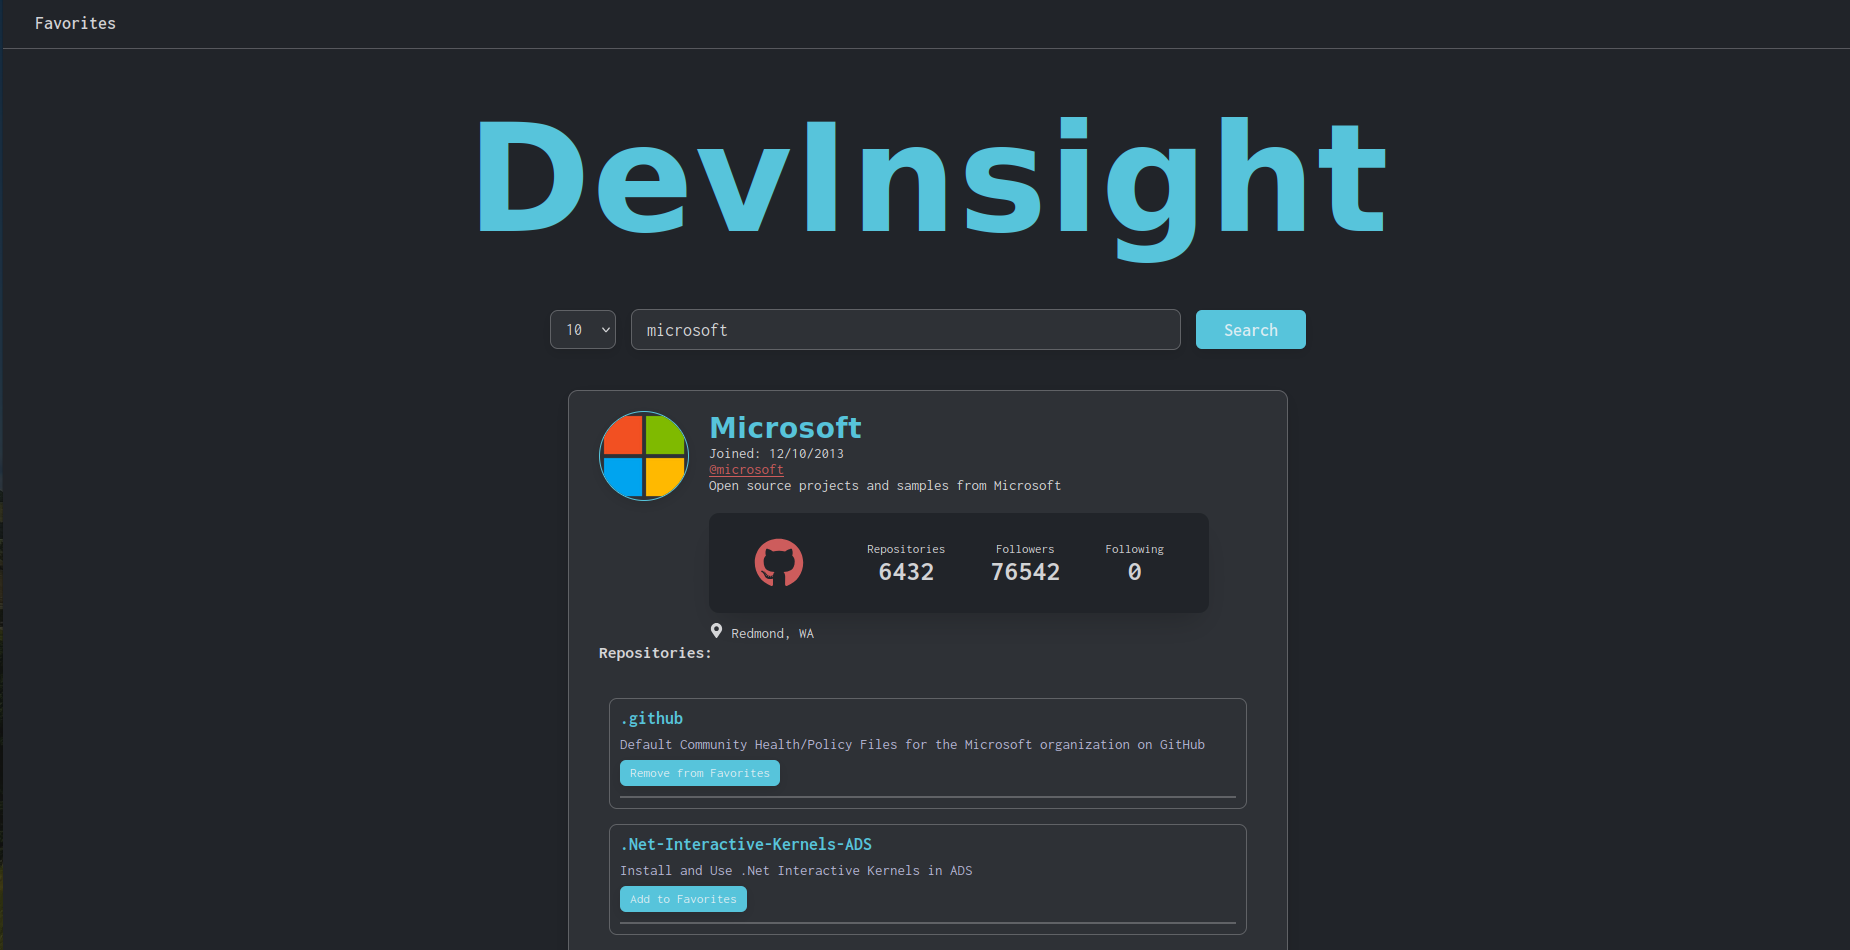 Favorites
DevInsight
10
microsoft
Search
Microsoft
Joined: 12/10/2013
@microsoft
Open source projects and samples from Microsoft
Repositories Followers Following
6432 76542 0
Redmond, WA
Repositories:
.github
Default Community Health/Policy Files for the Microsoft organization on GitHub
Remove from Favorites
.Net-Interactive-Kernels-ADS
Install and Use .Net Interactive Kernels in ADS
Add to Favorites